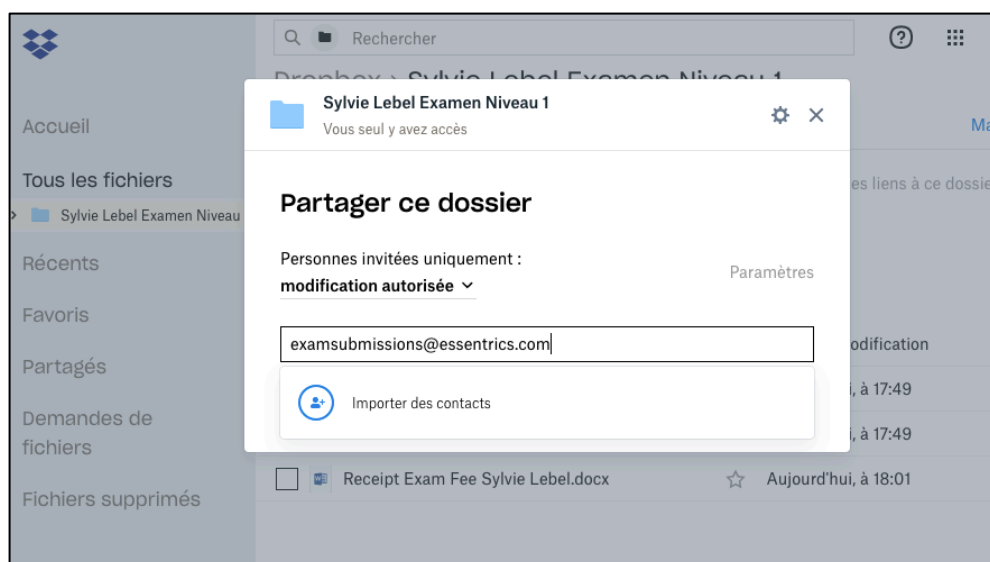 Rechercher
Dropbox › Sylvie Lebel Examen Niveau 1
Sylvie Lebel Examen Niveau 1
Vous seul y avez accès
Accueil
Tous les fichiers
Sylvie Lebel Examen Niveau
Récents
Favoris
Partagés
Demandes de
fichiers
Fichiers supprimés
Partager ce dossier
Personnes invitées uniquement :
modification autorisée
Paramètres
examsubmissions@essentrics.com
Importer des contacts
Ma
es liens à ce dossie
odification
i, à 17:49
i, à 17:49
Receipt Exam Fee Sylvie Lebel.docx
Aujourd'hui, à 18:01